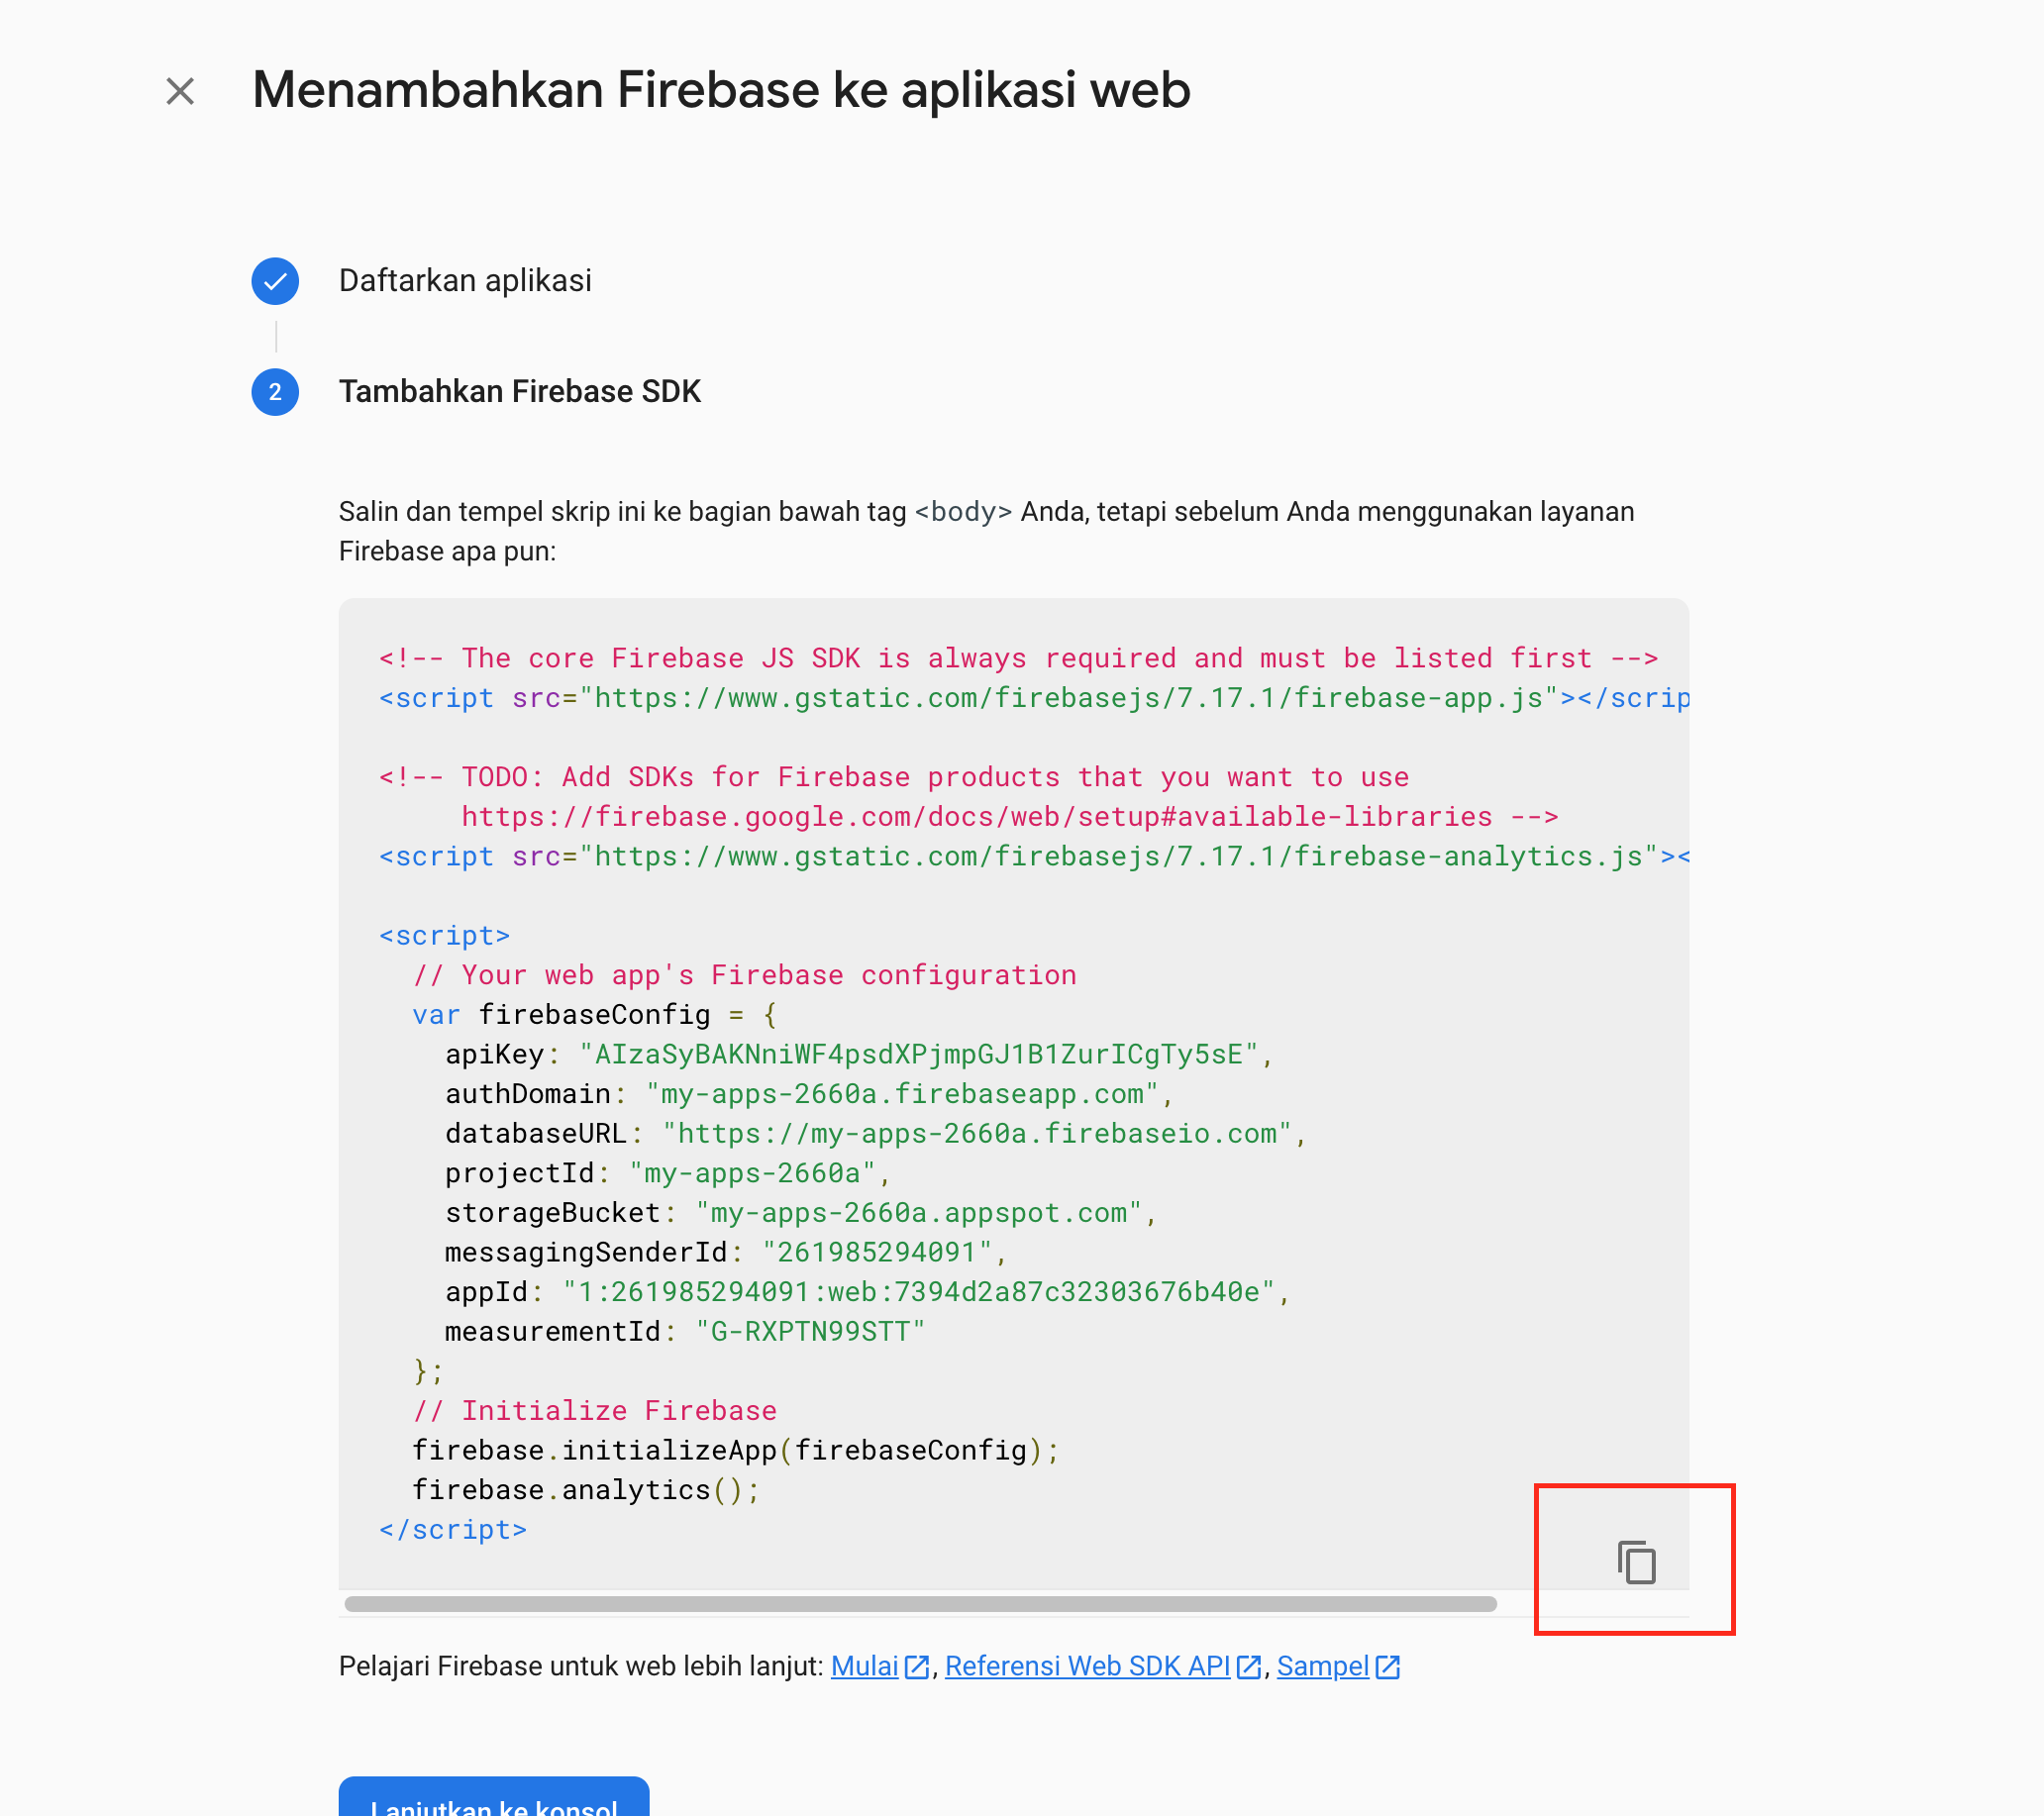 Menambahkan Firebase ke aplikasi web
Daftarkan aplikasi
2
Tambahkan Firebase SDK
Salin dan tempel skrip ini ke bagian bawah tag <body> Anda, tetapi sebelum Anda menggunakan layanan
Firebase apa pun:
<!-- The core Firebase JS SDK is always required and must be listed first -->
<script src="https://www.gstatic.com/firebasejs/7.17.1/firebase-app.js"></scrip
<!-- TODO: Add SDKs for Firebase products that you want to use
https://firebase.google.com/docs/web/setup#available-libraries -->
<script src="https://www.gstatic.com/firebasejs/7.17.1/firebase-analytics.js"><
<script>
// Your web app's Firebase configuration
var firebaseConfig = {
apiKey: "AIzaSyBAKNniWF4psdXPjmpGJ1B1ZurICgTy5sE",
authDomain: "my-apps-2660a.firebaseapp.com",
databaseURL: "https://my-apps-2660a.firebaseio.com",
projectId: "my-apps-2660a",
storageBucket: "my-apps-2660a.appspot.com",
messagingSenderId: "261985294091",
appId: "1:261985294091:web:7394d2a87c32303676b40e",
measurementId: "G-RXPTN99STT"
};
// Initialize Firebase
firebase.initializeApp(firebaseConfig);
firebase.analytics();
</script>
Pelajari Firebase untuk web lebih lanjut: Mulai, Referensi Web SDK API, Sampel
Lanjutkan ke konsol